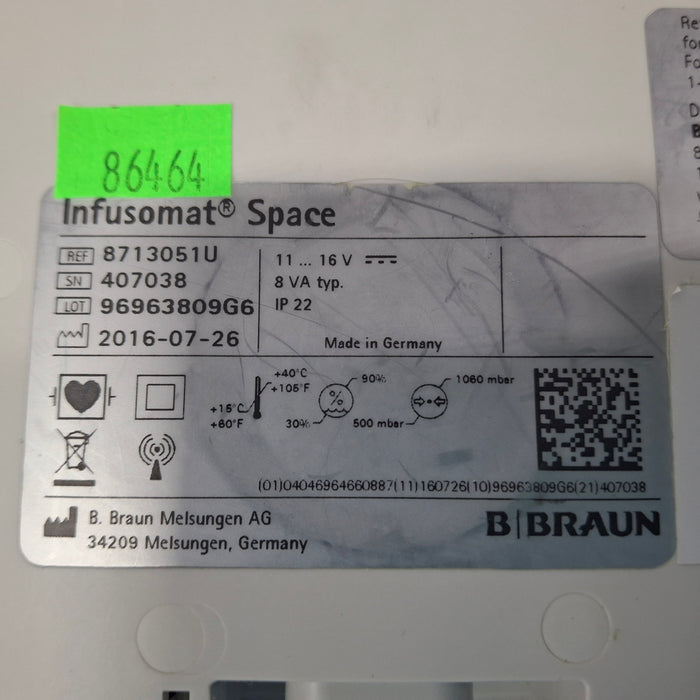 86464
Infusomat® Space
REF 8713051U
SN 407038
LOT 96963809G6
2016-07-26
11 ... 16 V
8 VA typ.
IP 22
Made in Germany
+40°C
+105°F
+15°C
+60°F
90%
%
30%
1060 mbar
500 mbar
(01)04046964660887(11)160726(10)96963809G6(21)407038
B. Braun Melsungen AG
34209 Melsungen, Germany
B|BRAUN